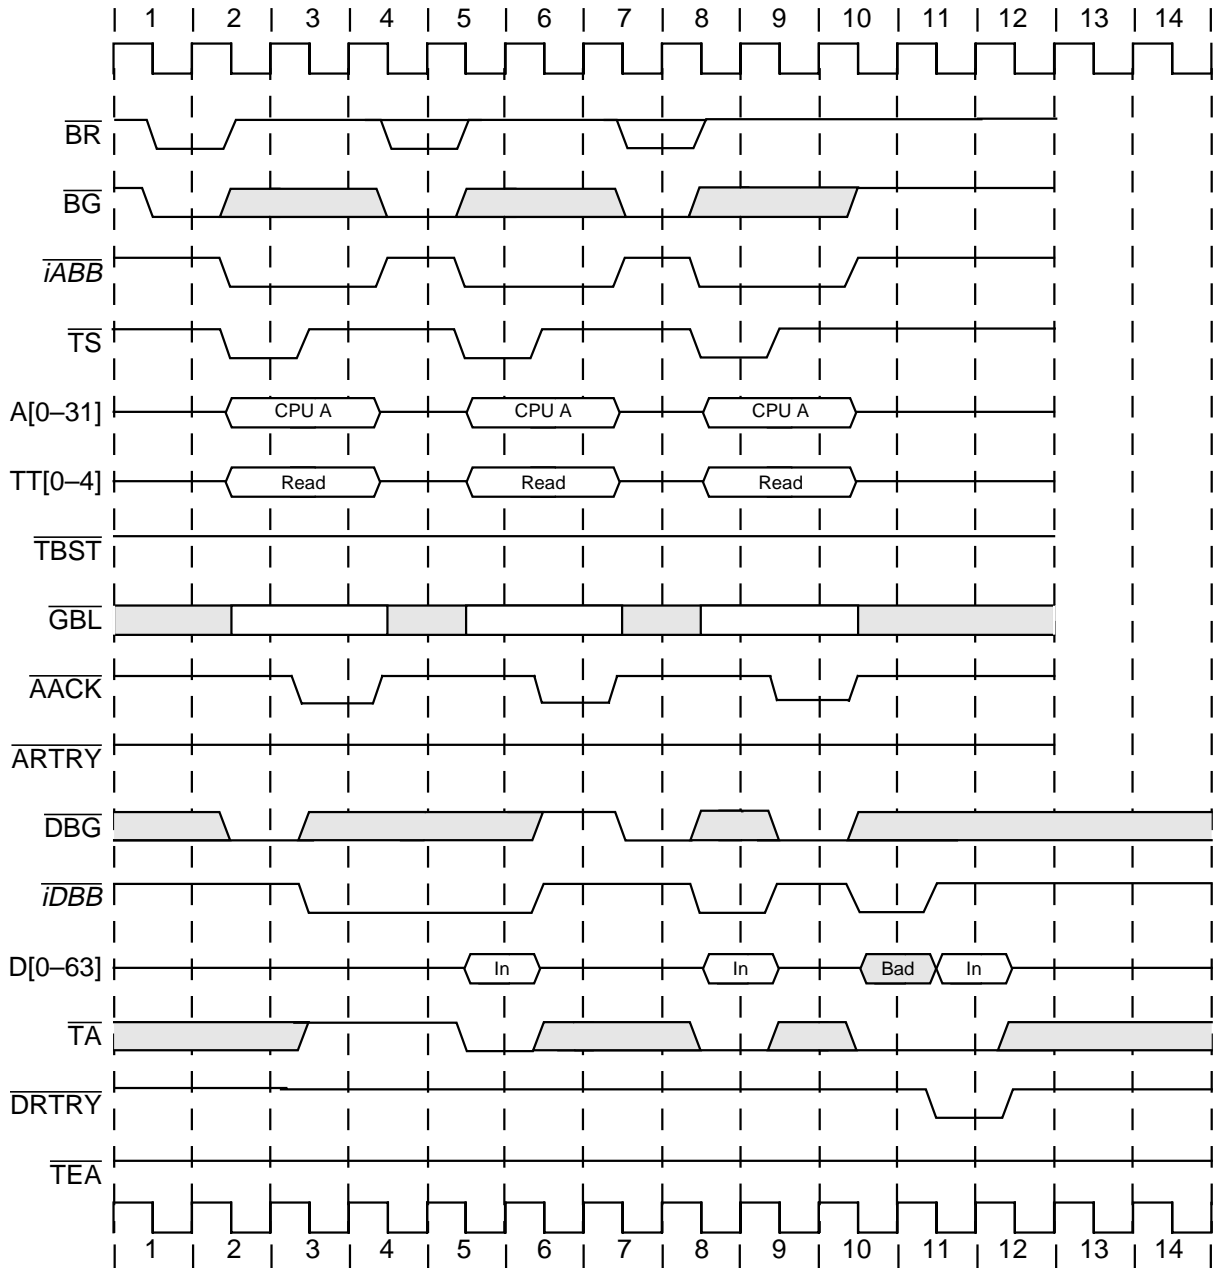 1 2 3 4 5 6 7 8 9 10 11 12 13 14
BR
BG
iABB
TS
A[0–31] CPU A CPU A CPU A
TT[0–4] Read Read Read
TBST
GBL
AACK
ARTRY
DBG
iDBB
D[0–63] In In Bad In
TA
DRTRY
TEA
1 2 3 4 5 6 7 8 9 10 11 12 13 14